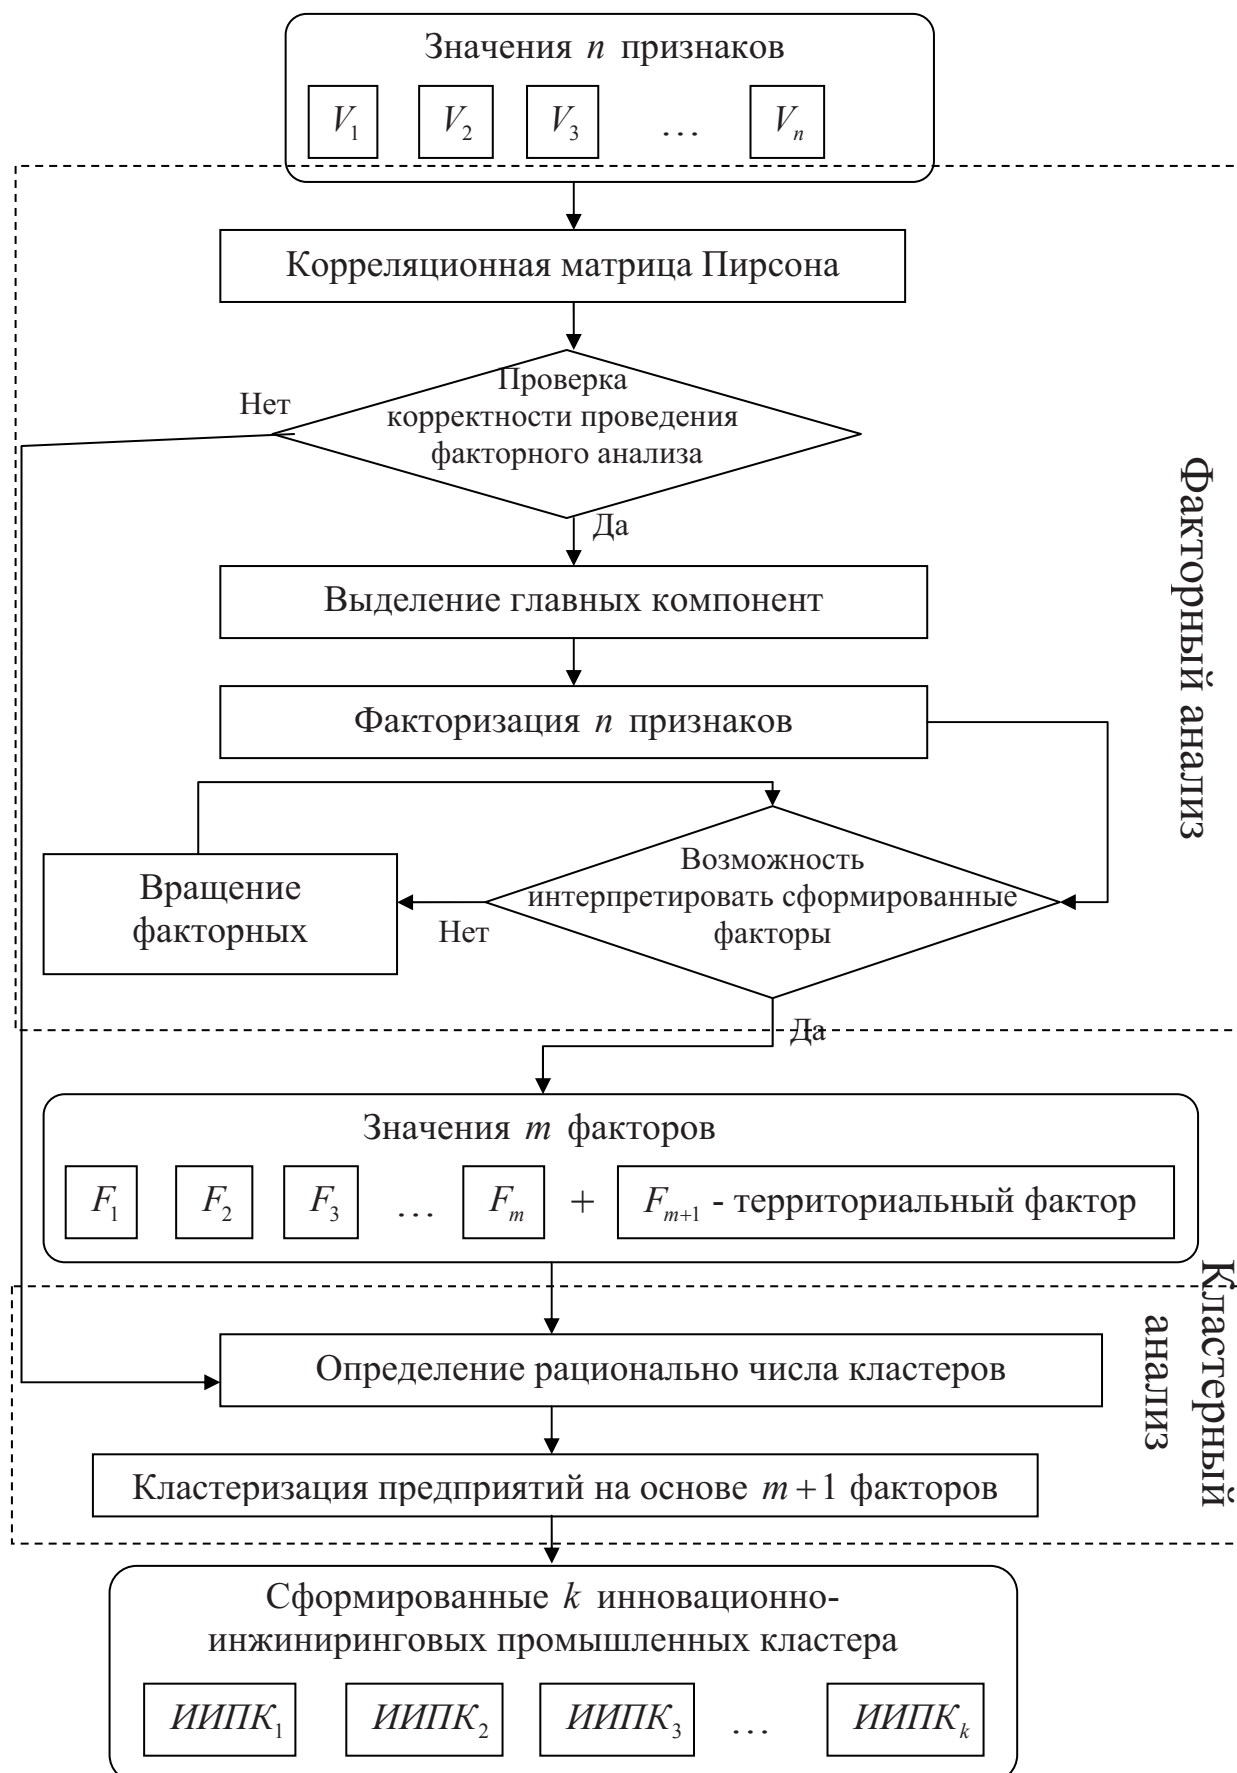 Значения n признаков
V₁ V₂ V₃ … Vₙ
Корреляционная матрица Пирсона
Проверка
корректности проведения
факторного анализа
Нет
Да
Выделение главных компонент
Факторизация n признаков
Возможность
интерпретировать сформированные
факторы
Вращение
факторных
Нет
Да
Факторный анализ
Значения m факторов
F₁ F₂ F₃ … Fₘ + Fₘ₊₁ - территориальный фактор
Определение рационально числа кластеров
Кластеризация предприятий на основе m+1 факторов
Кластерный
анализ
Сформированные k инновационно-
инжиниринговых промышленных кластера
ИИПК₁ ИИПК₂ ИИПК₃ … ИИПКₖ